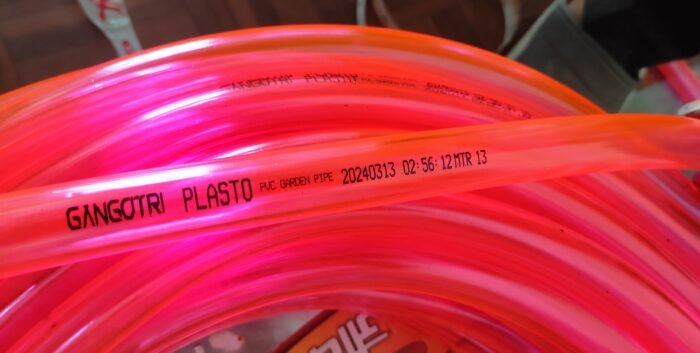 GANGOTRI PLASTO PVC GARDEN PIPE 20240313 02:56:12 MTR 13